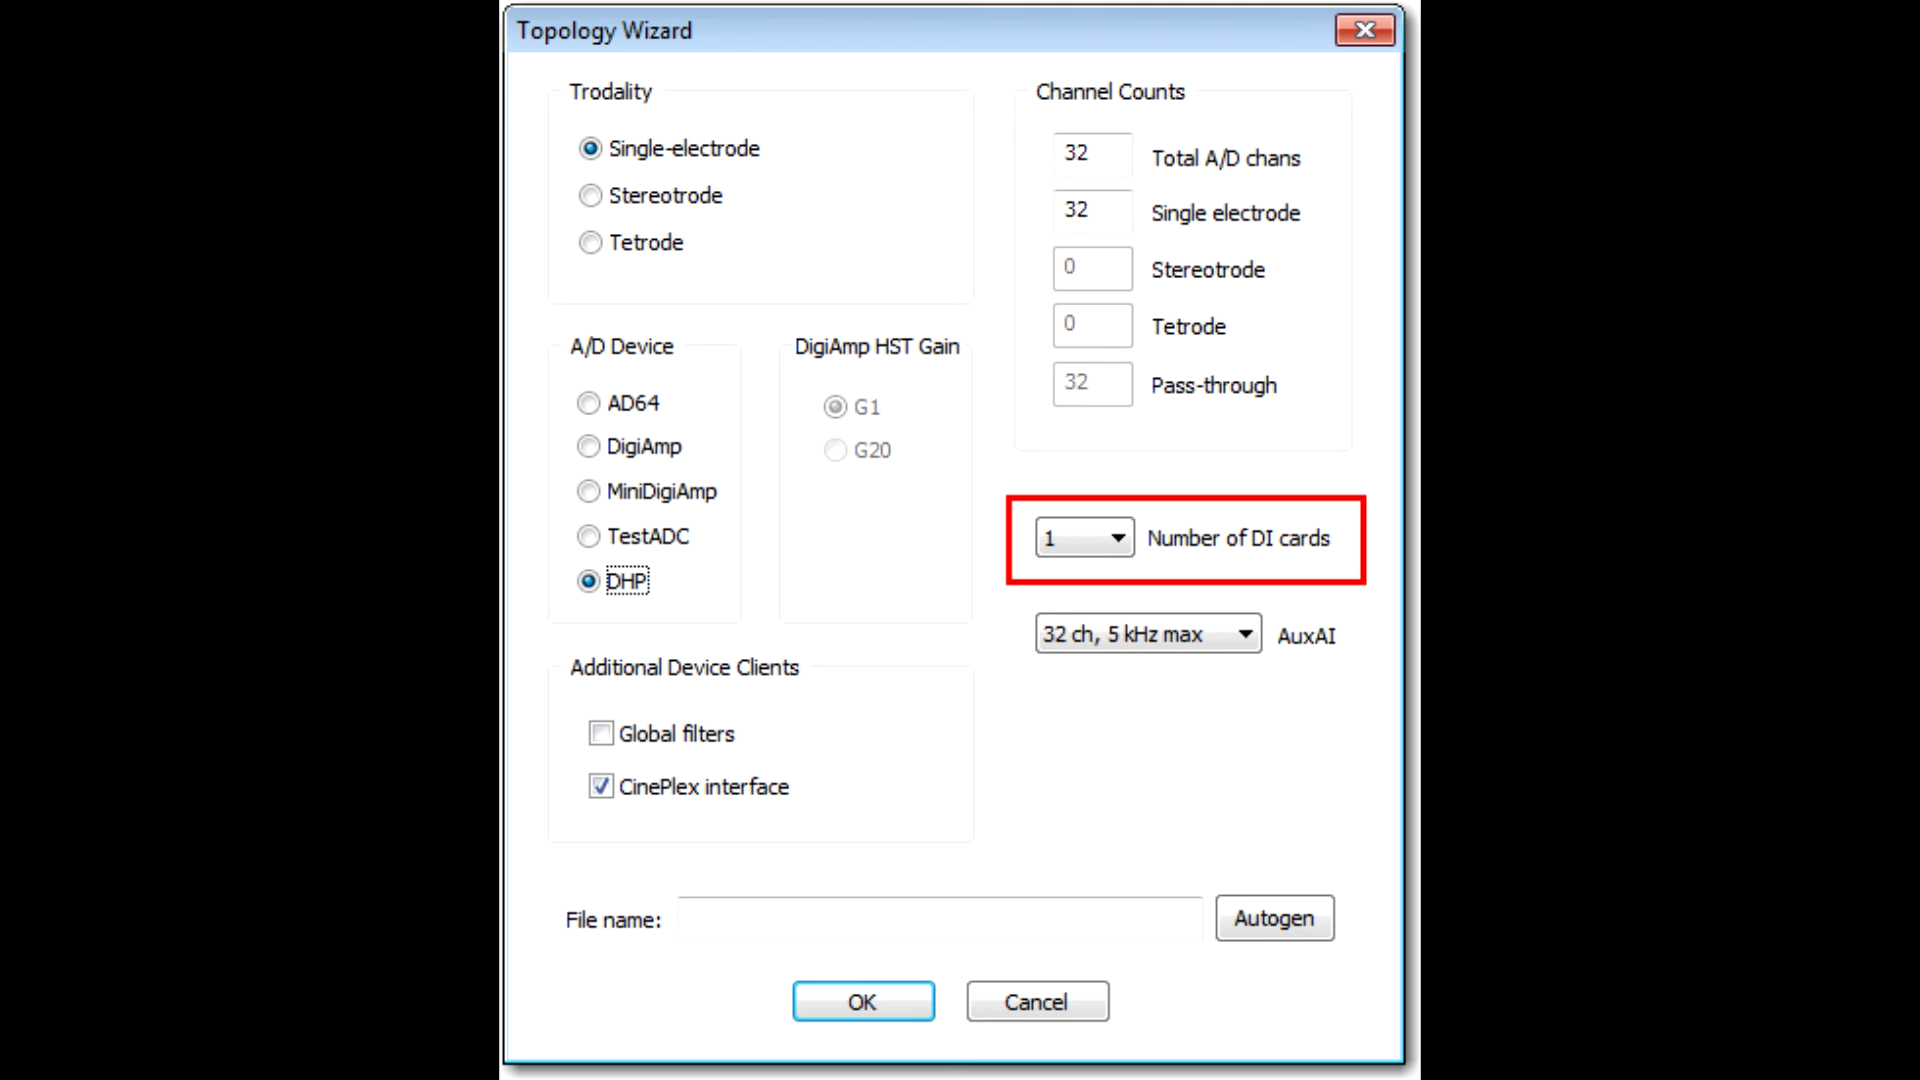 Topology Wizard
Trodality
Single-electrode
Stereotrode
Tetrode
Channel Counts
32 Total A/D chans
32 Single electrode
0 Stereotrode
0 Tetrode
32 Pass-through
A/D Device
AD64
DigiAmp
MiniDigiAmp
TestADC
DHP
DigiAmp HST Gain
G1
G20
1 Number of DI cards
32 ch, 5 kHz max AuxAI
Additional Device Clients
Global filters
CinePlex interface
File name:
Autogen
OK
Cancel